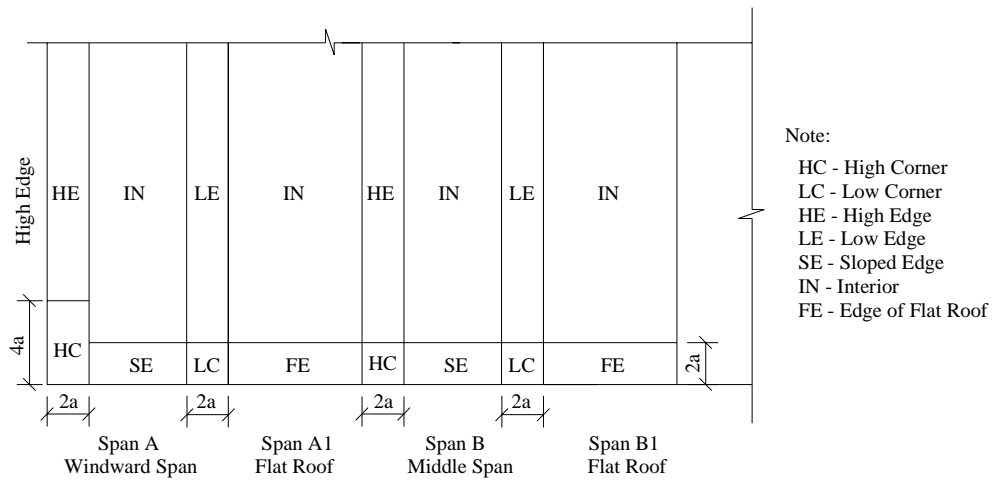 High Edge
HE
IN
LE
IN
HE
IN
LE
IN
4a
HC
SE
LC
FE
HC
SE
LC
FE
2a
2a
2a
2a
2a
Span A
Windward Span
Span A1
Flat Roof
Span B
Middle Span
Span B1
Flat Roof
Note:
HC - High Corner
LC - Low Corner
HE - High Edge
LE - Low Edge
SE - Sloped Edge
IN - Interior
FE - Edge of Flat Roof